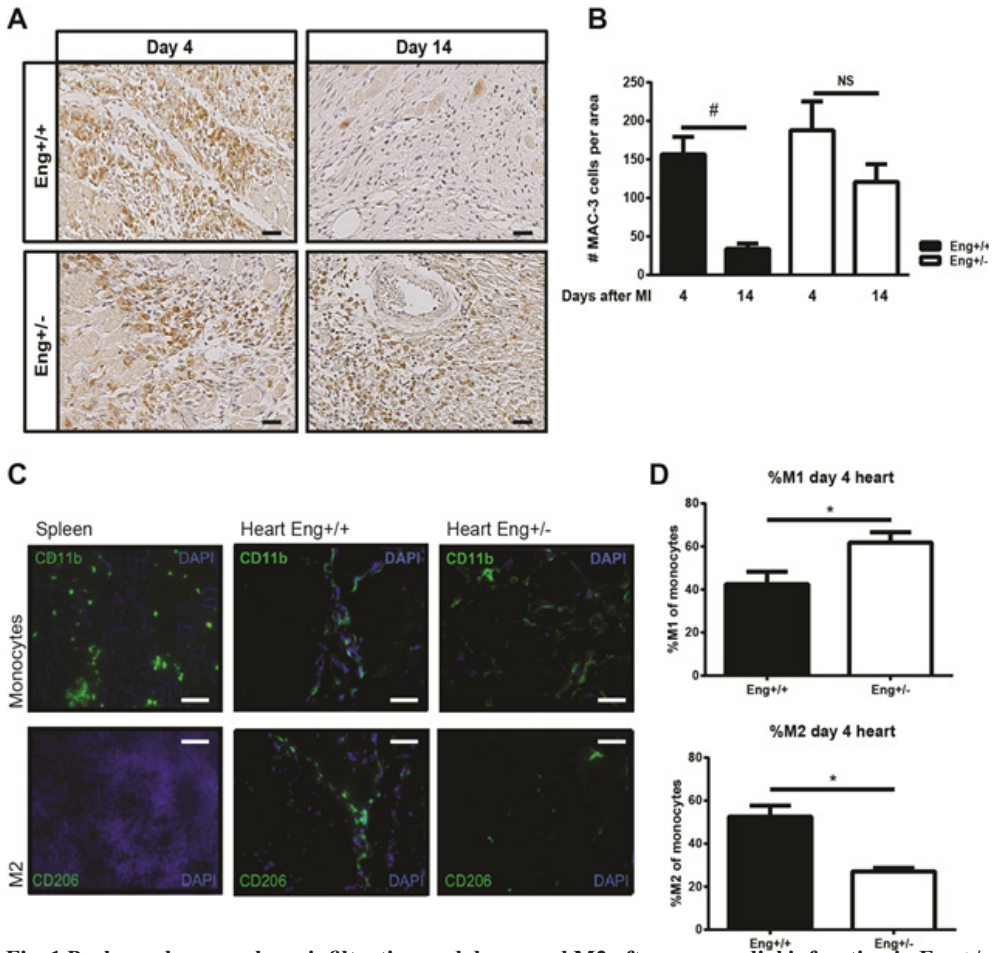 A
Day 4
Day 14
Eng+/+
Eng+/-
B
# MAC-3 cells per area
250
200
150
100
50
0
#
NS
Days after MI
4
14
4
14
Eng+/+
Eng+/-
C
Spleen
Heart Eng+/+
Heart Eng+/-
Monocytes
CD11b
DAPI
CD11b
DAPI
CD11b
DAPI
M2
CD206
DAPI
CD206
DAPI
CD206
DAPI
D
%M1 day 4 heart
%M1 of monocytes
80
60
40
20
0
*
Eng+/+
Eng+/-
%M2 day 4 heart
%M2 of monocytes
80
60
40
20
0
*
Eng+/+
Eng+/-